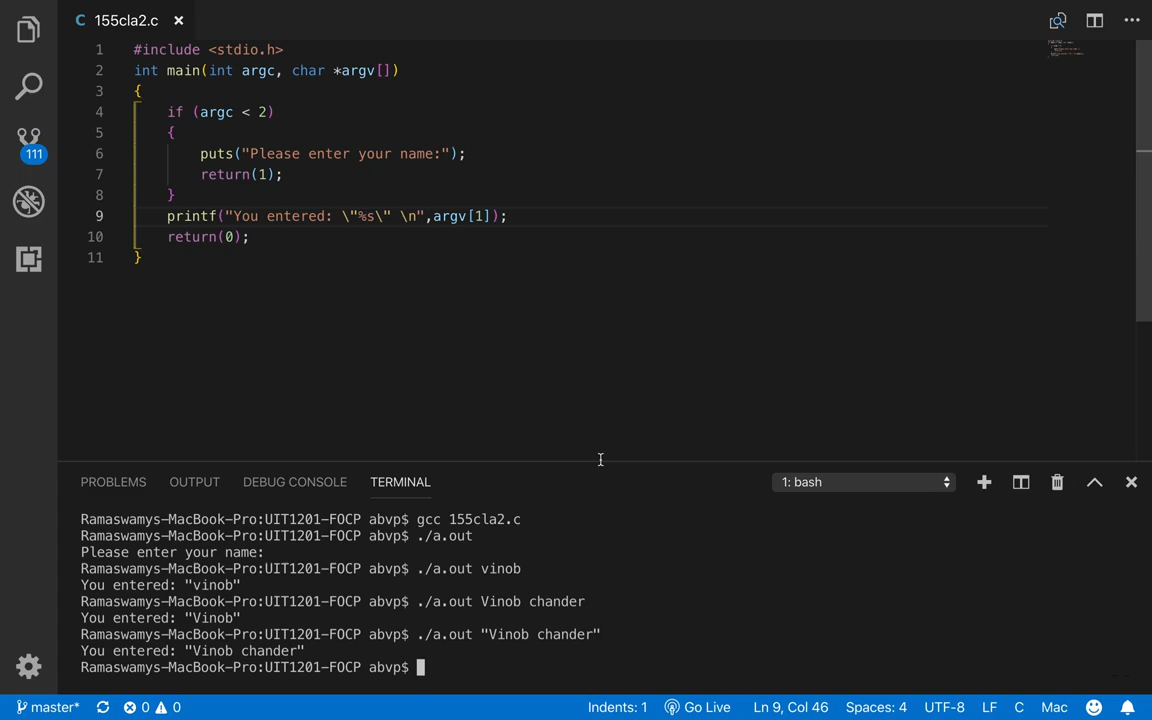 C 155cla2.c
1 #include <stdio.h>
2 int main(int argc, char *argv[])
3 {
4 if (argc < 2)
5 {
6 puts("Please enter your name:");
7 return(1);
8 }
9 printf("You entered: \"%s\" \n",argv[1]);
10 return(0);
11 }
111
PROBLEMS OUTPUT DEBUG CONSOLE TERMINAL 1: bash
Ramaswamys-MacBook-Pro:UIT1201-FOCP abvp$ gcc 155cla2.c
Ramaswamys-MacBook-Pro:UIT1201-FOCP abvp$ ./a.out
Please enter your name:
Ramaswamys-MacBook-Pro:UIT1201-FOCP abvp$ ./a.out vinob
You entered: "vinob"
Ramaswamys-MacBook-Pro:UIT1201-FOCP abvp$ ./a.out Vinob chander
You entered: "Vinob"
Ramaswamys-MacBook-Pro:UIT1201-FOCP abvp$ ./a.out "Vinob chander"
You entered: "Vinob chander"
Ramaswamys-MacBook-Pro:UIT1201-FOCP abvp$
master* 0 0 Indents: 1 Go Live Ln 9, Col 46 Spaces: 4 UTF-8 LF C Mac